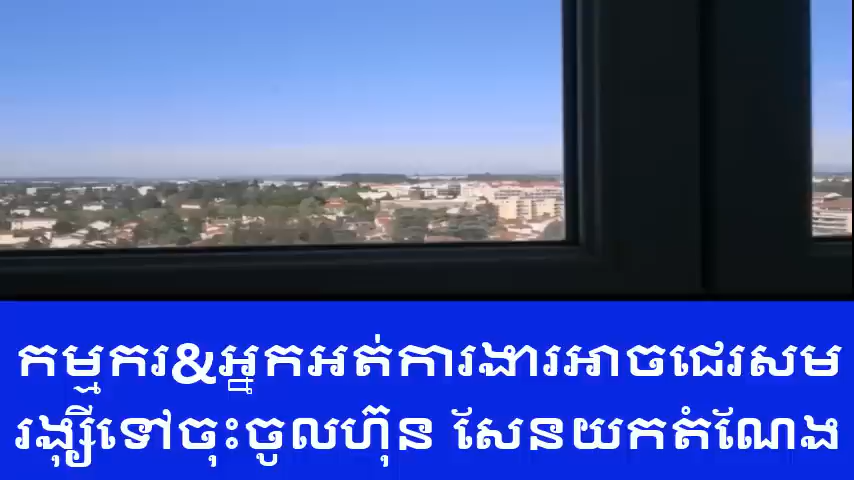 កម្មករ&អ្នកអត់ការងារអាចជេរសម
រង្ស៊ីទៅចុះចូលហ៊ុន សែនយកតំណែង